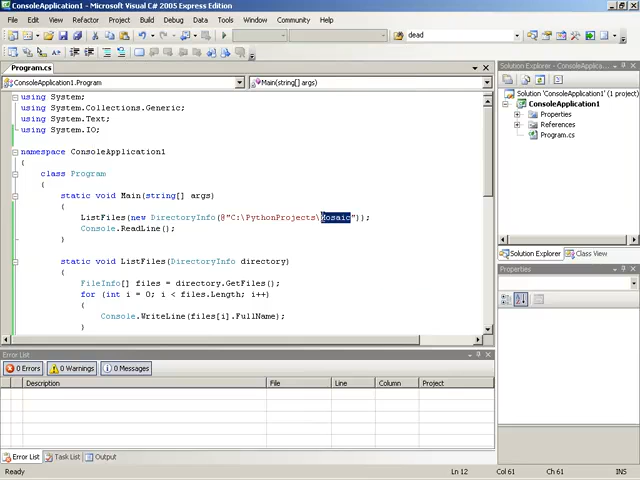 ConsoleApplication1 - Microsoft Visual C# 2005 Express Edition
File Edit View Refactor Project Build Debug Data Tools Window Community Help
dead
Program.cs
ConsoleApplication1.Program
Main(string[] args)
using System;
using System.Collections.Generic;
using System.Text;
using System.IO;
namespace ConsoleApplication1
{
class Program
{
static void Main(string[] args)
{
ListFiles(new DirectoryInfo(@"C:\PythonProjects\Mosaic"));
Console.ReadLine();
}
static void ListFiles(DirectoryInfo directory)
{
FileInfo[] files = directory.GetFiles();
for (int i = 0; i < files.Length; i++)
{
Console.WriteLine(files[i].FullName);
}
Solution Explorer - ConsoleApplica...
Solution 'ConsoleApplication1' (1 project)
ConsoleApplication1
Properties
References
Program.cs
Solution Explorer Class View
Properties
Error List
0 Errors 0 Warnings 0 Messages
Description File Line Column Project
Error List Task List Output
Ready Ln 12 Col 61 Ch 61 INS